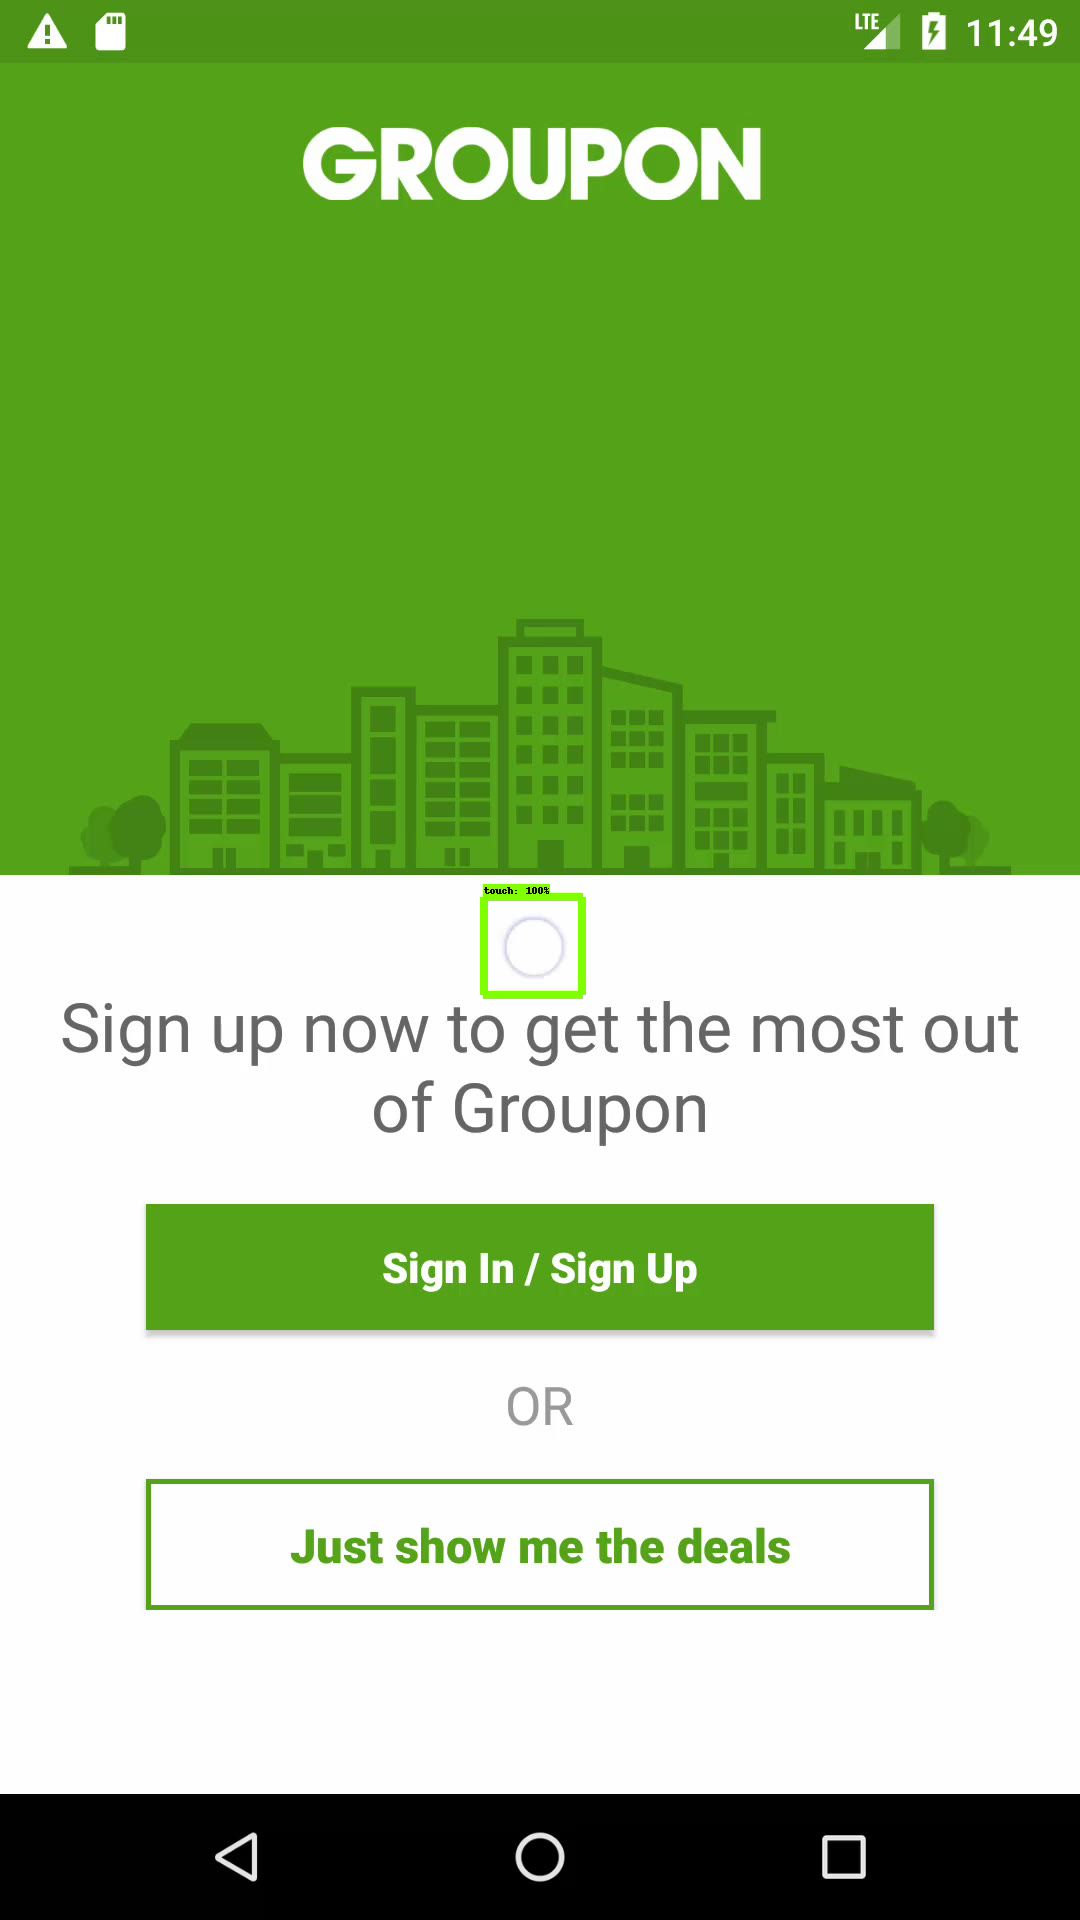 LTE 11:49
GROUPON
touch: 100%
Sign up now to get the most out
of Groupon
Sign In / Sign Up
OR
Just show me the deals